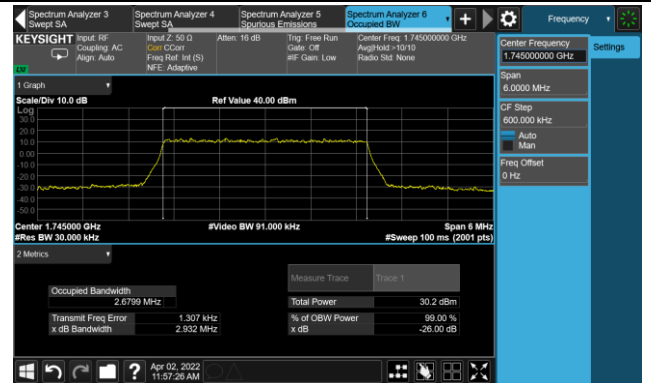 Spectrum Analyzer 3
Swept SA
Spectrum Analyzer 4
Swept SA
Spectrum Analyzer 5
Spurious Emissions
Spectrum Analyzer 6
Occupied BW
Frequency
KEYSIGHT
Input: RF
Coupling: AC
Align: Auto
Input Z: 50 Ω
Corr CCorr
Freq Ref: Int (S)
NFE: Adaptive
Atten: 16 dB
Trig: Free Run
Gate: Off
#IF Gain: Low
Center Freq: 1.745000000 GHz
Avg|Hold:>10/10
Radio Std: None
Center Frequency
1.745000000 GHz
Settings
Span
6.0000 MHz
CF Step
600.000 kHz
Auto
Man
Freq Offset
0 Hz
1 Graph
Scale/Div 10.0 dB
Ref Value 40.00 dBm
Log
30.0
20.0
10.0
0.00
-10.0
-20.0
-30.0
-40.0
-50.0
Center 1.745000 GHz
#Video BW 91.000 kHz
Span 6 MHz
#Res BW 30.000 kHz
#Sweep 100 ms (2001 pts)
2 Metrics
Measure Trace
Trace 1
Occupied Bandwidth
2.6799 MHz
Total Power
30.2 dBm
Transmit Freq Error
1.307 kHz
% of OBW Power
99.00 %
x dB Bandwidth
2.932 MHz
x dB
-26.00 dB
Apr 02, 2022
11:57:26 AM